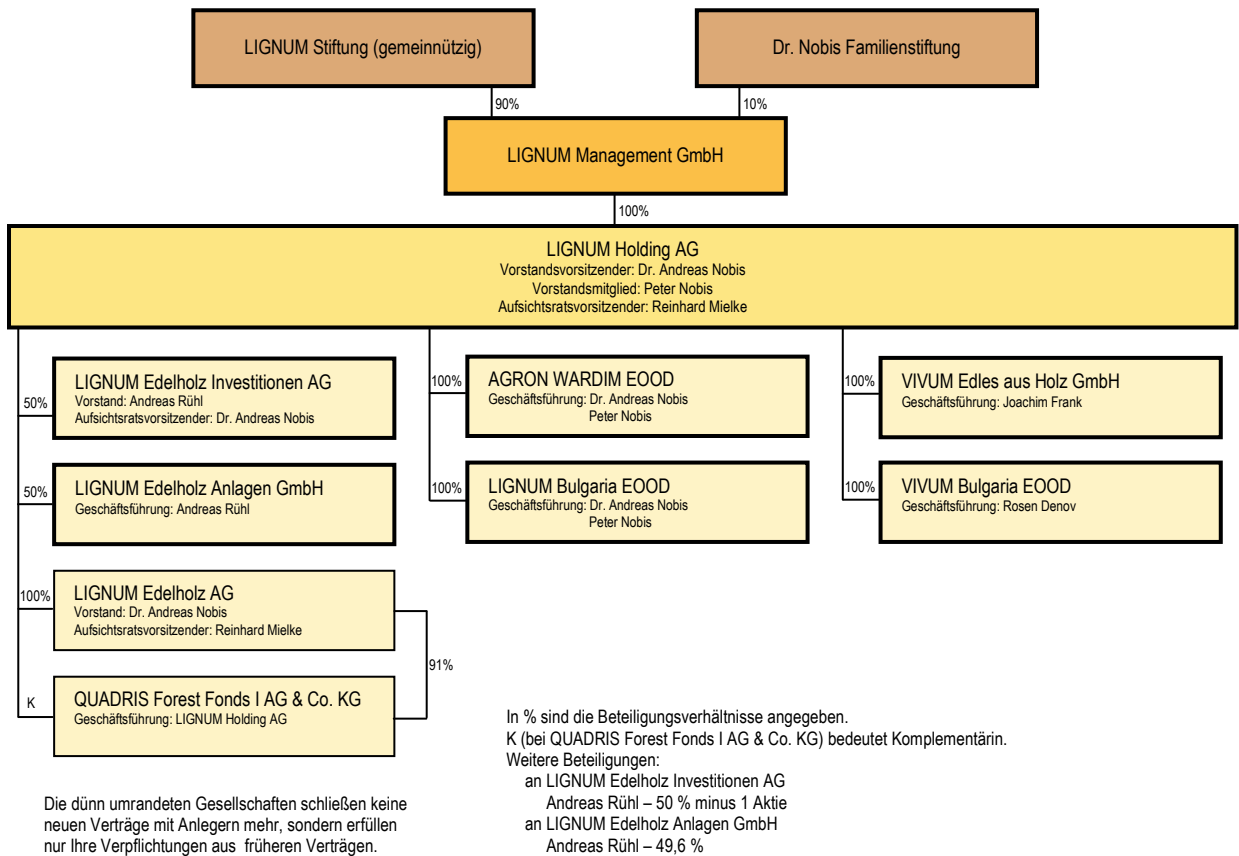 LIGNUM Stiftung (gemeinnützig)
Dr. Nobis Familienstiftung
90%
10%
LIGNUM Management GmbH
100%
LIGNUM Holding AG
Vorstandsvorsitzender: Dr. Andreas Nobis
Vorstandsmitglied: Peter Nobis
Aufsichtsratsvorsitzender: Reinhard Mielke
50%
LIGNUM Edelholz Investitionen AG
Vorstand: Andreas Rühl
Aufsichtsratsvorsitzender: Dr. Andreas Nobis
100%
AGRON WARDIM EOOD
Geschäftsführung: Dr. Andreas Nobis
Peter Nobis
100%
VIVUM Edles aus Holz GmbH
Geschäftsführung: Joachim Frank
50%
LIGNUM Edelholz Anlagen GmbH
Geschäftsführung: Andreas Rühl
100%
LIGNUM Bulgaria EOOD
Geschäftsführung: Dr. Andreas Nobis
Peter Nobis
100%
VIVUM Bulgaria EOOD
Geschäftsführung: Rosen Denov
100%
LIGNUM Edelholz AG
Vorstand: Dr. Andreas Nobis
Aufsichtsratsvorsitzender: Reinhard Mielke
91%
K
QUADRIS Forest Fonds I AG & Co. KG
Geschäftsführung: LIGNUM Holding AG
In % sind die Beteiligungsverhältnisse angegeben.
K (bei QUADRIS Forest Fonds I AG & Co. KG) bedeutet Komplementärin.
Weitere Beteiligungen:
an LIGNUM Edelholz Investitionen AG
Andreas Rühl – 50 % minus 1 Aktie
an LIGNUM Edelholz Anlagen GmbH
Andreas Rühl – 49,6 %
Die dünn umrandeten Gesellschaften schließen keine
neuen Verträge mit Anlegern mehr, sondern erfüllen
nur Ihre Verpflichtungen aus früheren Verträgen.